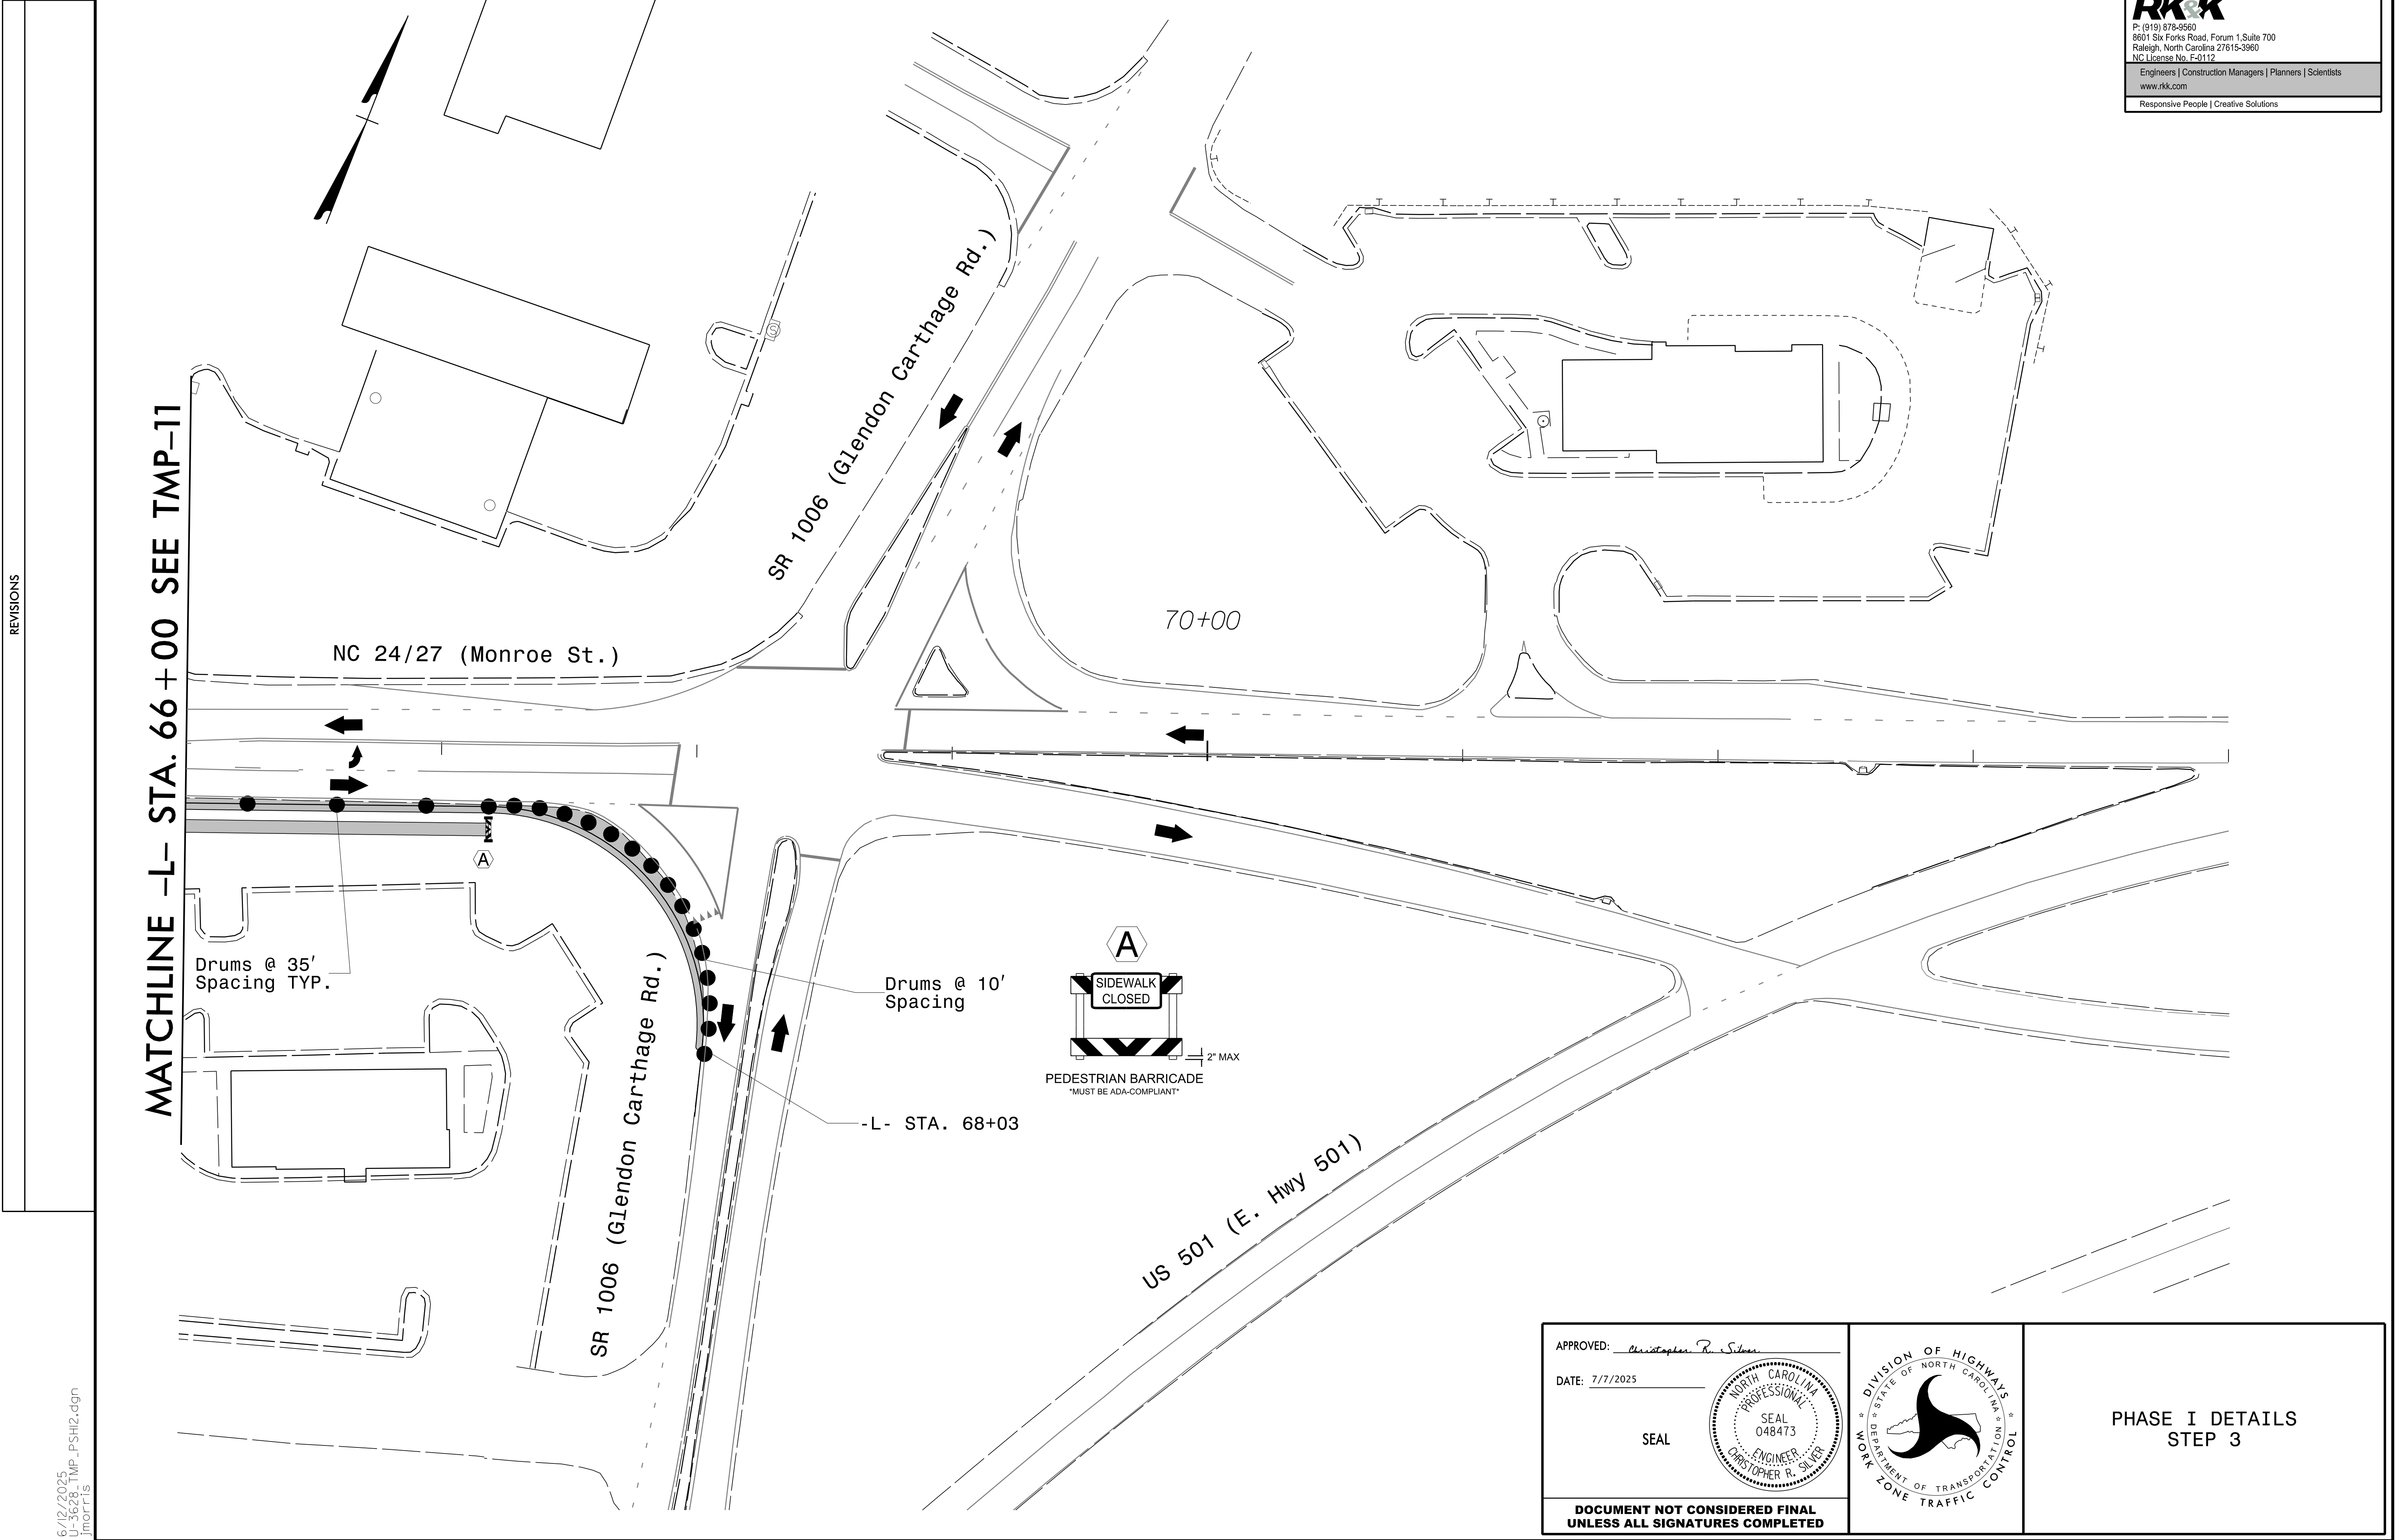 RK&K
P: (919) 878-9560
8601 Six Forks Road, Forum 1,Suite 700
Raleigh, North Carolina 27615-3960
NC License No. F-0112
Engineers | Construction Managers | Planners | Scientists
www.rkk.com
Responsive People | Creative Solutions
REVISIONS
MATCHLINE -L- STA. 66+00 SEE TMP-11
SR 1006 (Glendon Carthage Rd.)
S
70+00
NC 24/27 (Monroe St.)
A
Drums @ 35'
Spacing TYP.
SR 1006 (Glendon Carthage Rd.)
Drums @ 10'
Spacing
-L- STA. 68+03
A
SIDEWALK
CLOSED
2" MAX
PEDESTRIAN BARRICADE
*MUST BE ADA-COMPLIANT*
US 501 (E. Hwy 501)
6/12/2025
U-3628_TMP_PSH12.dgn
jmorris
APPROVED: Christopher R. Silver
DATE: 7/7/2025
SEAL
NORTH CAROLINA
PROFESSIONAL
SEAL
048473
ENGINEER
CHRISTOPHER R. SILVER
DOCUMENT NOT CONSIDERED FINAL
UNLESS ALL SIGNATURES COMPLETED
DIVISION OF HIGHWAYS
STATE OF NORTH CAROLINA
DEPARTMENT OF TRANSPORTATION
WORK ZONE TRAFFIC CONTROL
PHASE I DETAILS
STEP 3